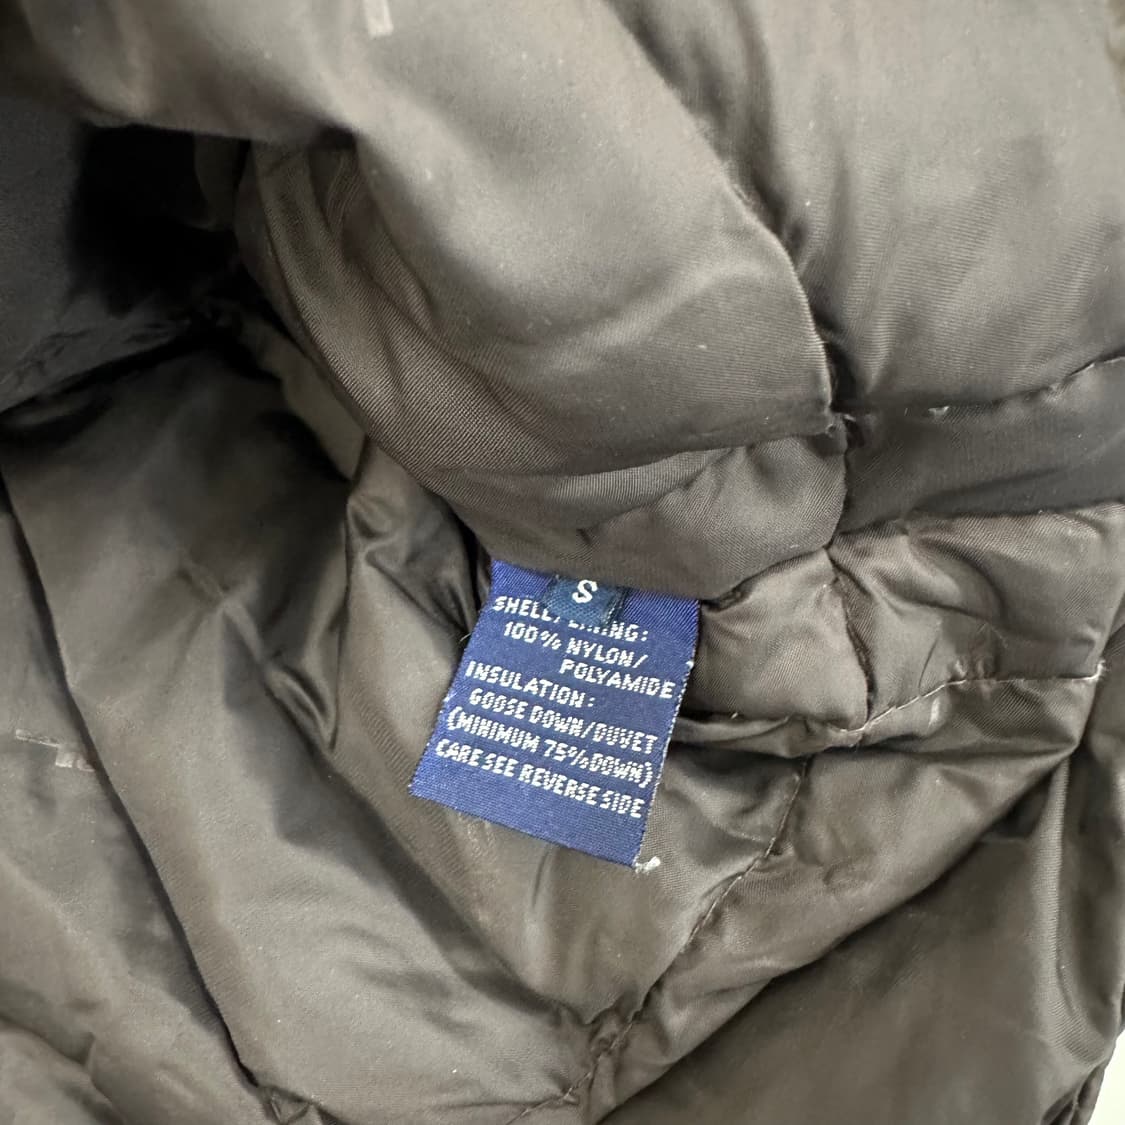 S
SHELL/LINING:
100% NYLON/
POLYAMIDE
INSULATION:
GOOSE DOWN/DUVET
(MINIMUM 75%DOWN)
CARE SEE REVERSE SIDE